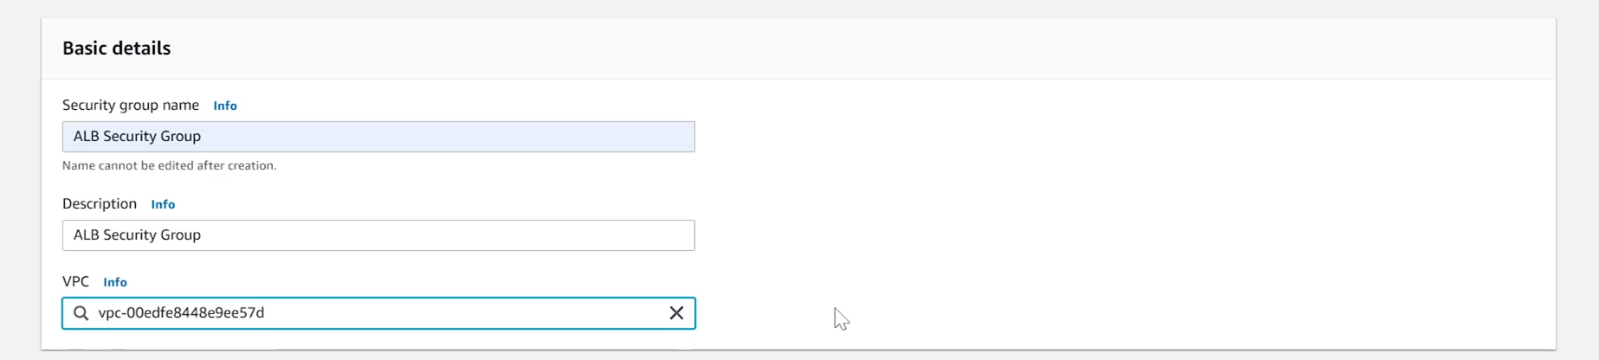 Basic details
Security group name Info
ALB Security Group
Name cannot be edited after creation.
Description Info
ALB Security Group
VPC Info
vpc-00edfe8448e9ee57d